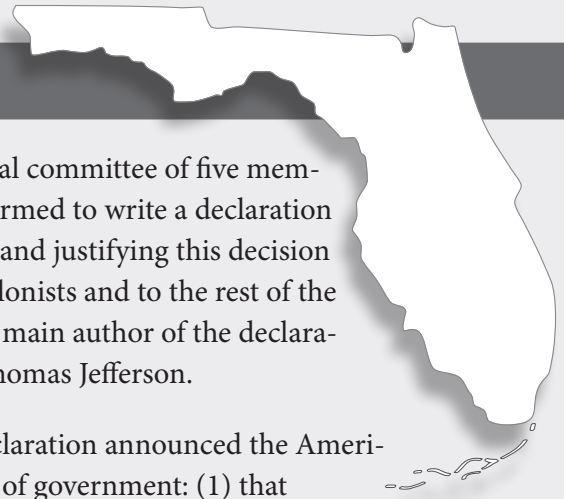 al committee of five mem-
rmed to write a declaration
and justifying this decision
lonists and to the rest of the
main author of the declara-
homas Jefferson.
claration announced the Ameri-
of government: (1) that